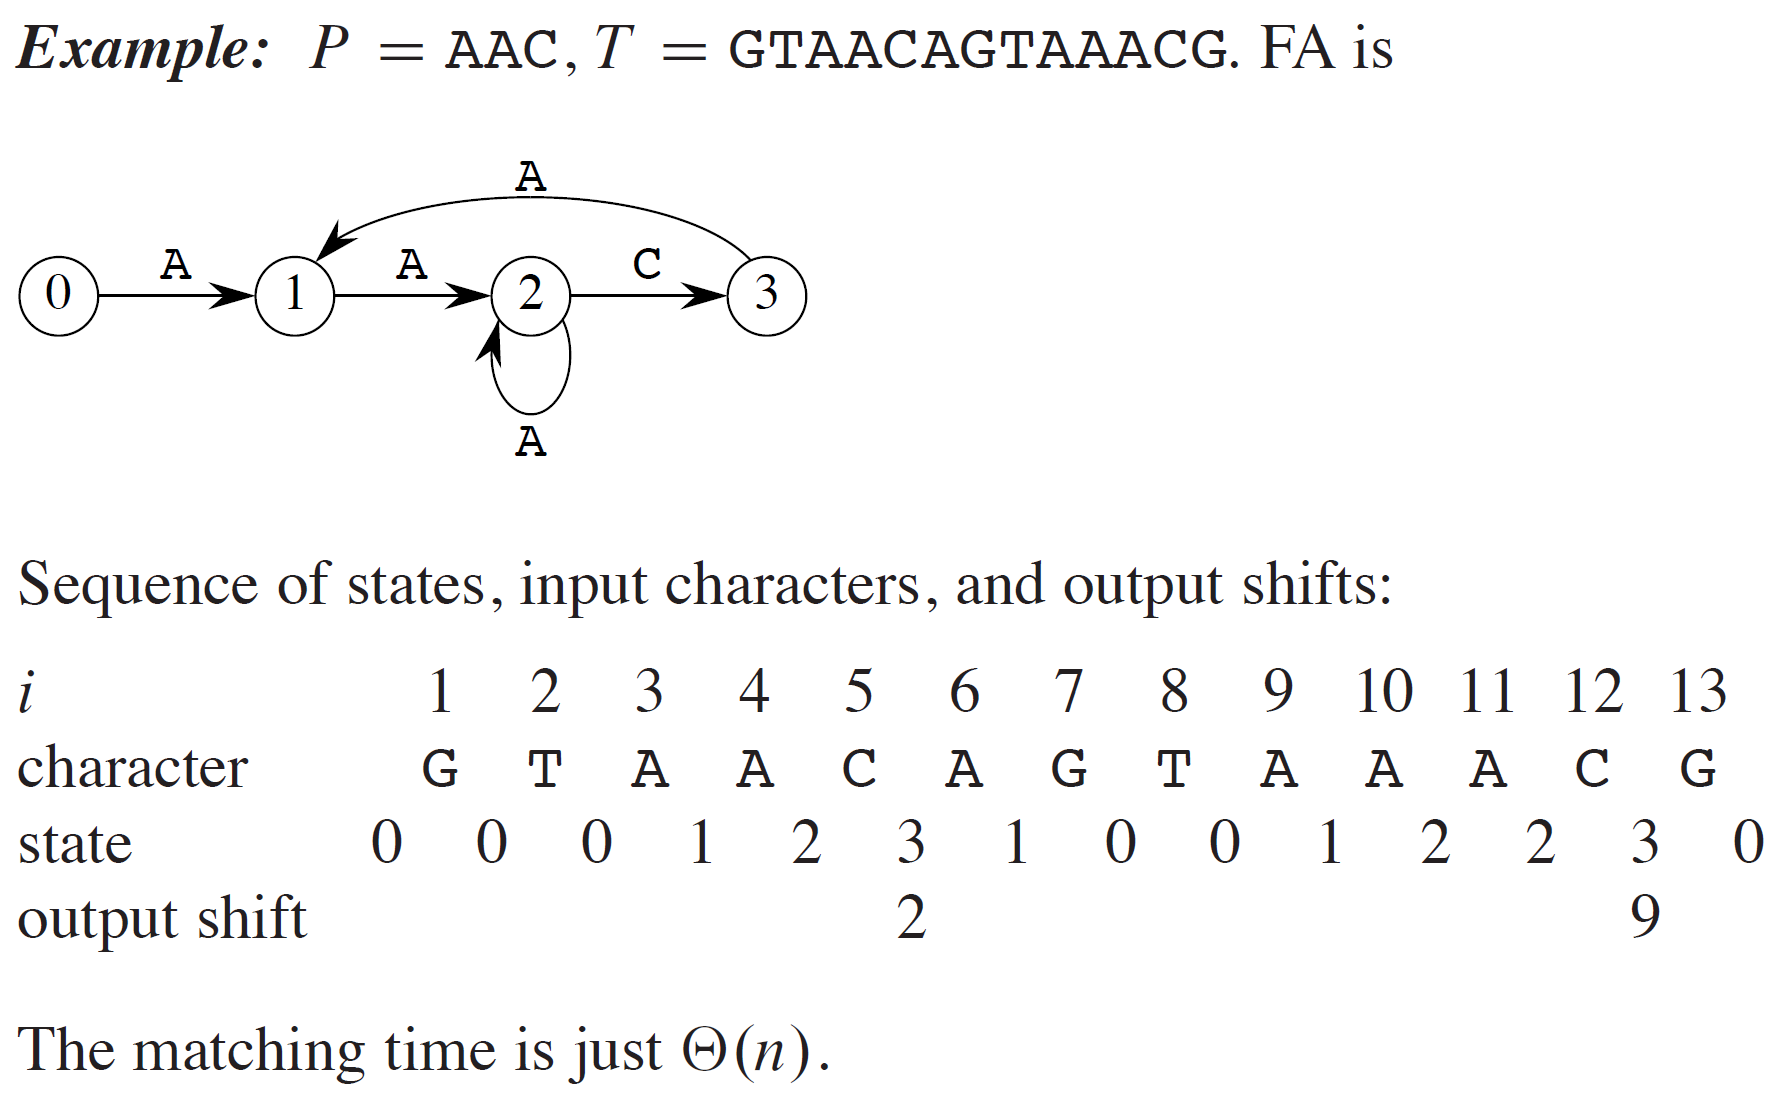 Example: P = AAC, T = GTAACAGTAAACG. FA is
A
A A C
0 1 2 3
A
Sequence of states, input characters, and output shifts:
i 1 2 3 4 5 6 7 8 9 10 11 12 13
character G T A A C A G T A A A C G
state 0 0 0 1 2 3 1 0 0 1 2 2 3 0
output shift 2 9
The matching time is just Θ(n).